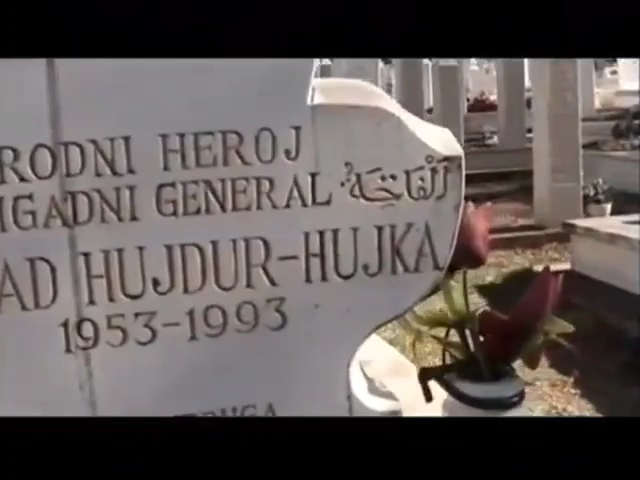 RODNI HEROJ
IGADNI GENERAL, الفاتحة
AD HUJDUR-HUJKA
1953-1993